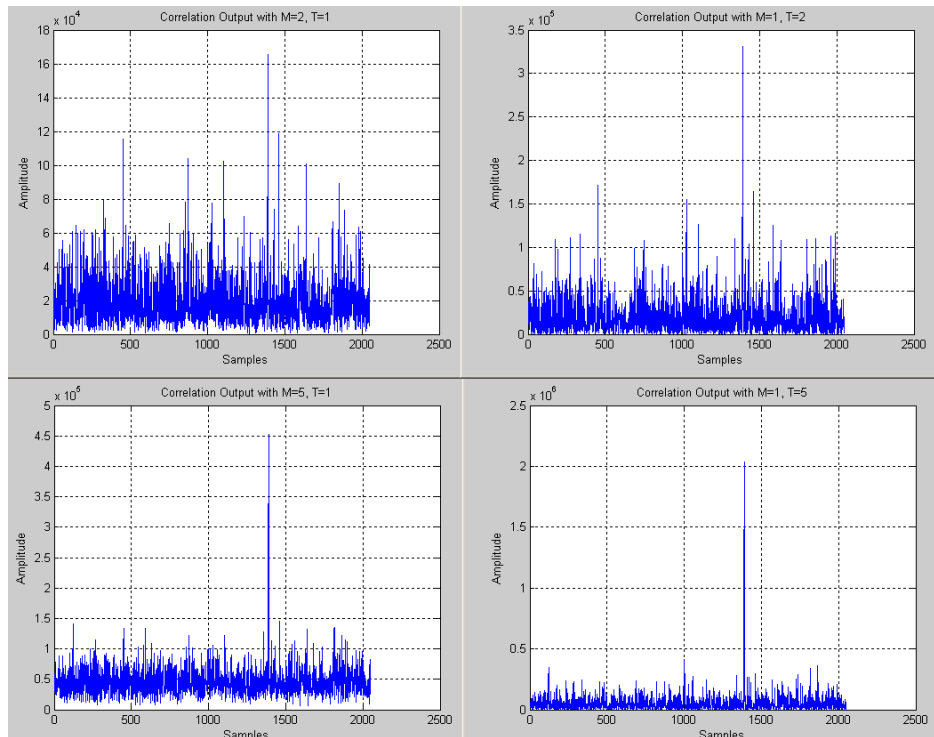 Correlation Output with M=2, T=1
x 10^4
18
16
14
12
10
8
6
4
2
0
0 500 1000 1500 2000 2500
Amplitude
Samples
Correlation Output with M=1, T=2
x 10^5
3.5
3
2.5
2
1.5
1
0.5
0
0 500 1000 1500 2000 2500
Amplitude
Samples
Correlation Output with M=5, T=1
x 10^5
5
4.5
4
3.5
3
2.5
2
1.5
1
0.5
0
0 500 1000 1500 2000 2500
Amplitude
Samples
Correlation Output with M=1, T=5
x 10^6
2.5
2
1.5
1
0.5
0
0 500 1000 1500 2000 2500
Amplitude
Samples